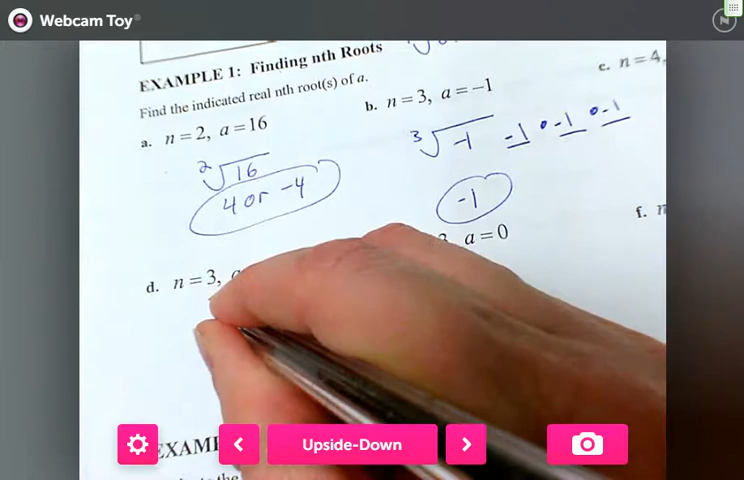 Webcam Toy
EXAMPLE 1: Finding nth Roots
Find the indicated real nth root(s) of a.
a. n = 2, a = 16
b. n = 3, a = −1
c. n = 4,
²√16
4 or -4
³√-1 -1 · -1 · -1
-1
d. n = 3,
a = 0
f.
EXAM
Upside-Down
the